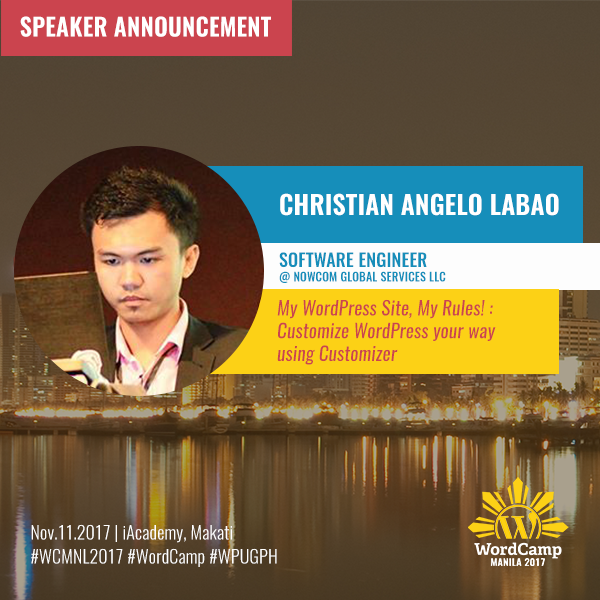 SPEAKER ANNOUNCEMENT
CHRISTIAN ANGELO LABAO
SOFTWARE ENGINEER
@ NOWCOM GLOBAL SERVICES LLC
My WordPress Site, My Rules! :
Customize WordPress your way
using Customizer
Nov.11.2017 | iAcademy, Makati
#WCMNL2017 #WordCamp #WPUGPH
W
WordCamp
MANILA 2017